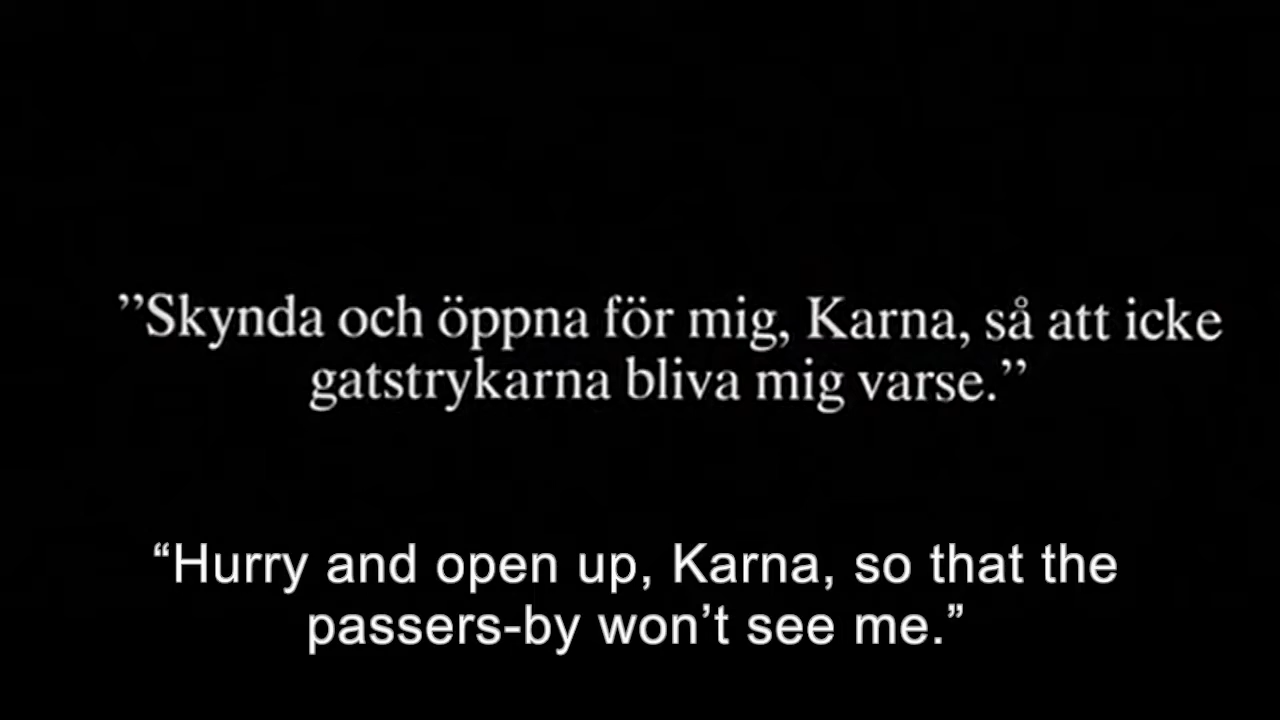 ”Skynda och öppna för mig, Karna, så att icke
gatstrykarna bliva mig varse.”
“Hurry and open up, Karna, so that the
passers-by won’t see me.”